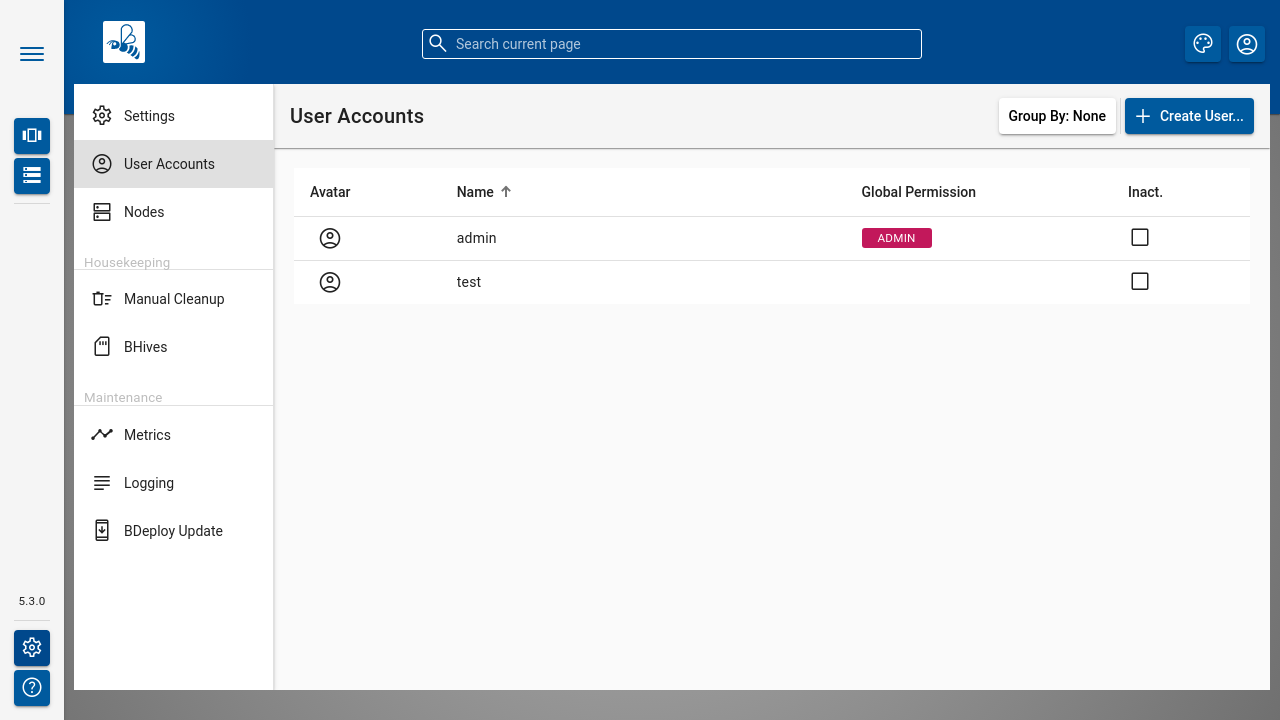 Search current page
Settings
User Accounts
Nodes
Housekeeping
Manual Cleanup
BHives
Maintenance
Metrics
Logging
BDeploy Update
5.3.0
User Accounts
Group By: None
Create User...
Avatar Name Global Permission Inact.
admin ADMIN
test